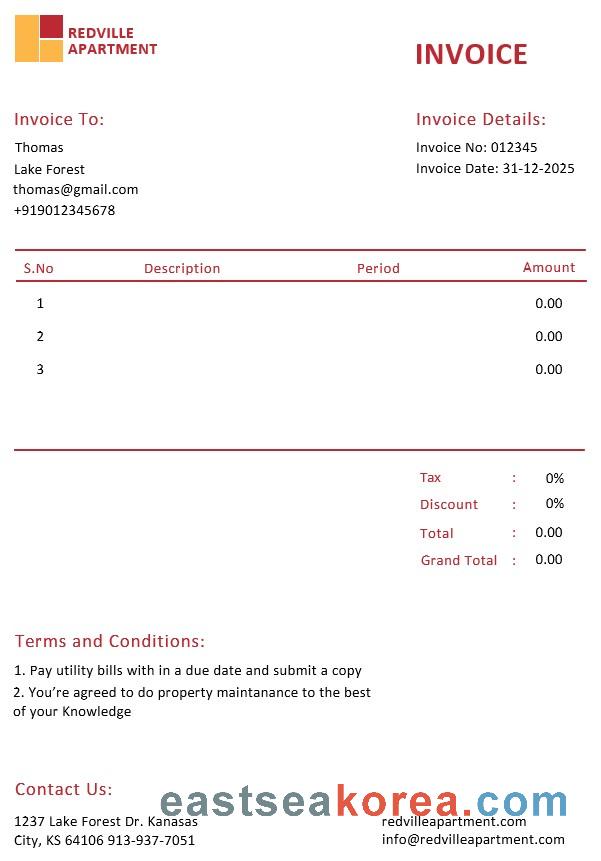 REDVILLE
APARTMENT
INVOICE
Invoice To:
Thomas
Lake Forest
thomas@gmail.com
+919012345678
Invoice Details:
Invoice No: 012345
Invoice Date: 31-12-2025
S.No Description Period Amount
1 0.00
2 0.00
3 0.00
Tax : 0%
Discount : 0%
Total : 0.00
Grand Total : 0.00
Terms and Conditions:
1. Pay utility bills with in a due date and submit a copy
2. You’re agreed to do property maintanance to the best
of your Knowledge
Contact Us:
eastseakorea.com
1237 Lake Forest Dr. Kanasas
City, KS 64106 913-937-7051
redvilleapartment.com
info@redvilleapartment.com